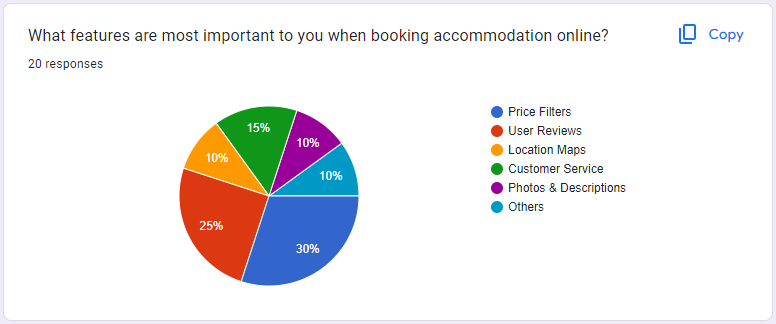 What features are most important to you when booking accommodation online?
Copy
20 responses
15%
10%
10%
10%
25%
30%
Price Filters
User Reviews
Location Maps
Customer Service
Photos & Descriptions
Others